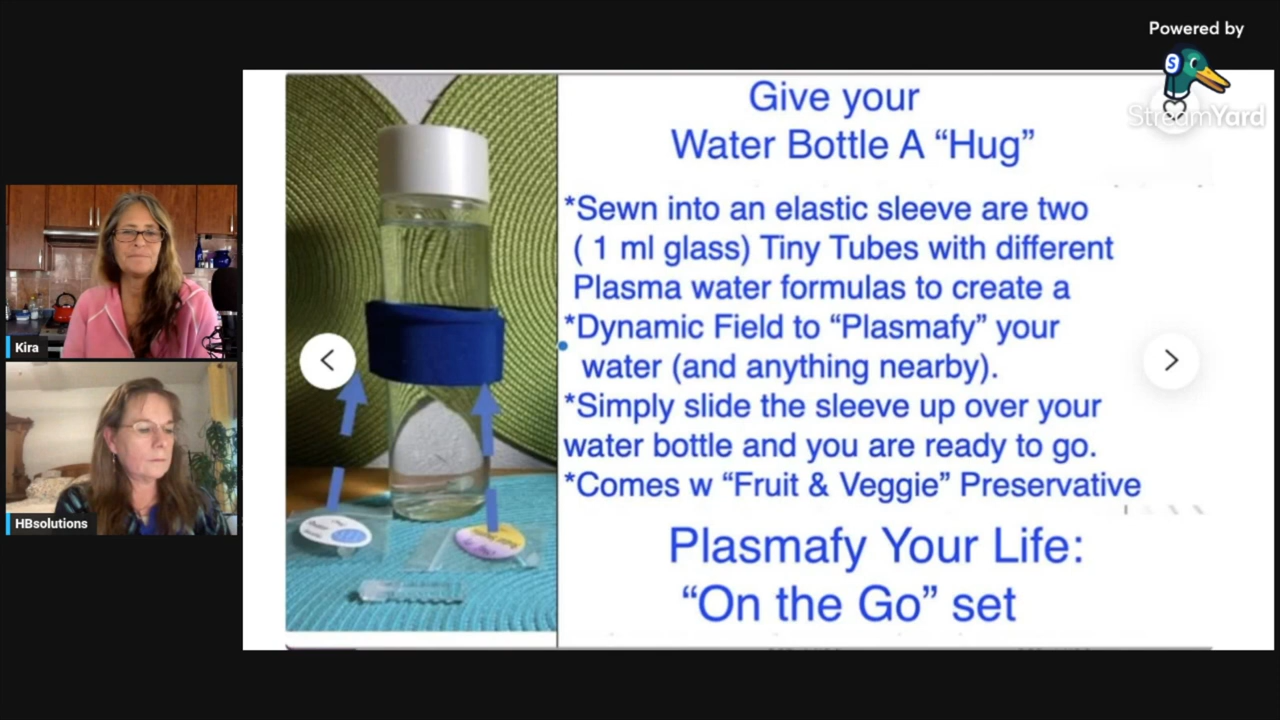 Powered by
StreamYard
Give your
Water Bottle A “Hug”
*Sewn into an elastic sleeve are two
( 1 ml glass) Tiny Tubes with different
Plasma water formulas to create a
*Dynamic Field to “Plasmafy” your
water (and anything nearby).
*Simply slide the sleeve up over your
water bottle and you are ready to go.
*Comes w “Fruit & Veggie” Preservative
Plasmafy Your Life:
“On the Go” set
Kira
HBsolutions